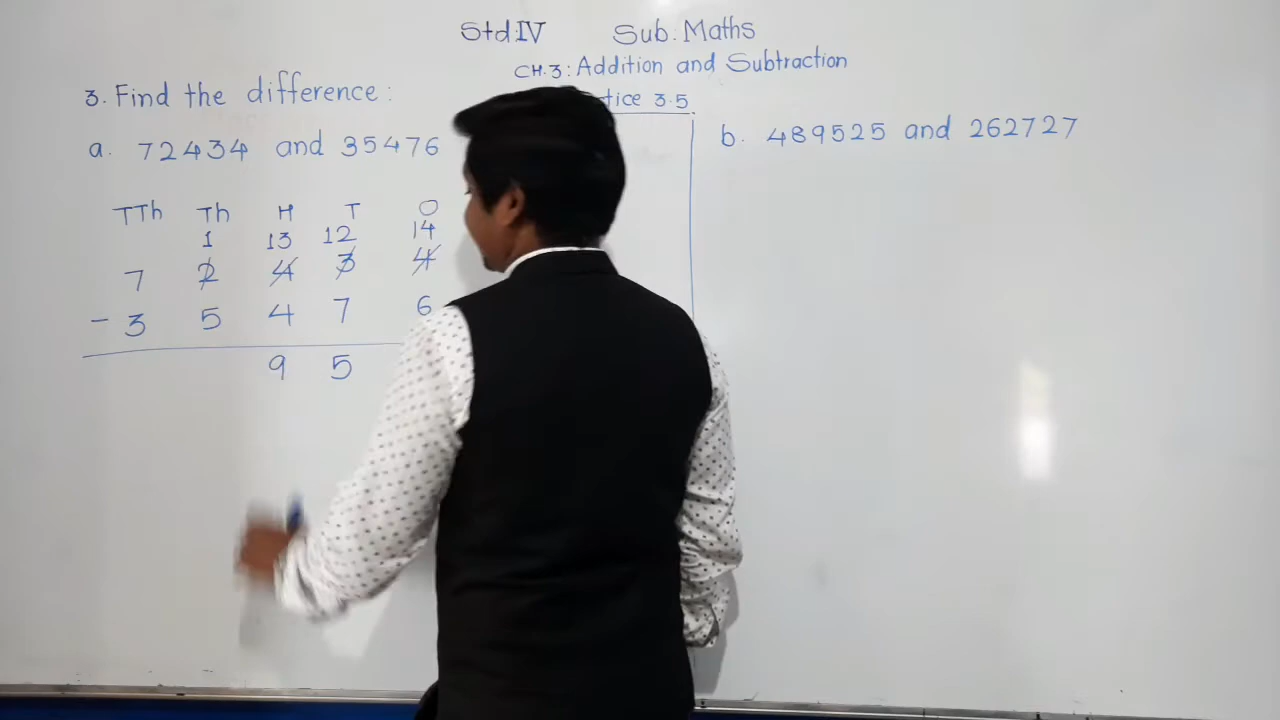 Std:IV Sub: Maths
CH.3: Addition and Subtraction
3.5
3. Find the difference:
a. 72434 and 35476
TTh Th H T O
1 13 12 14
7 2 4 3 4
- 3 5 4 7 6
9 5
b. 489525 and 262727